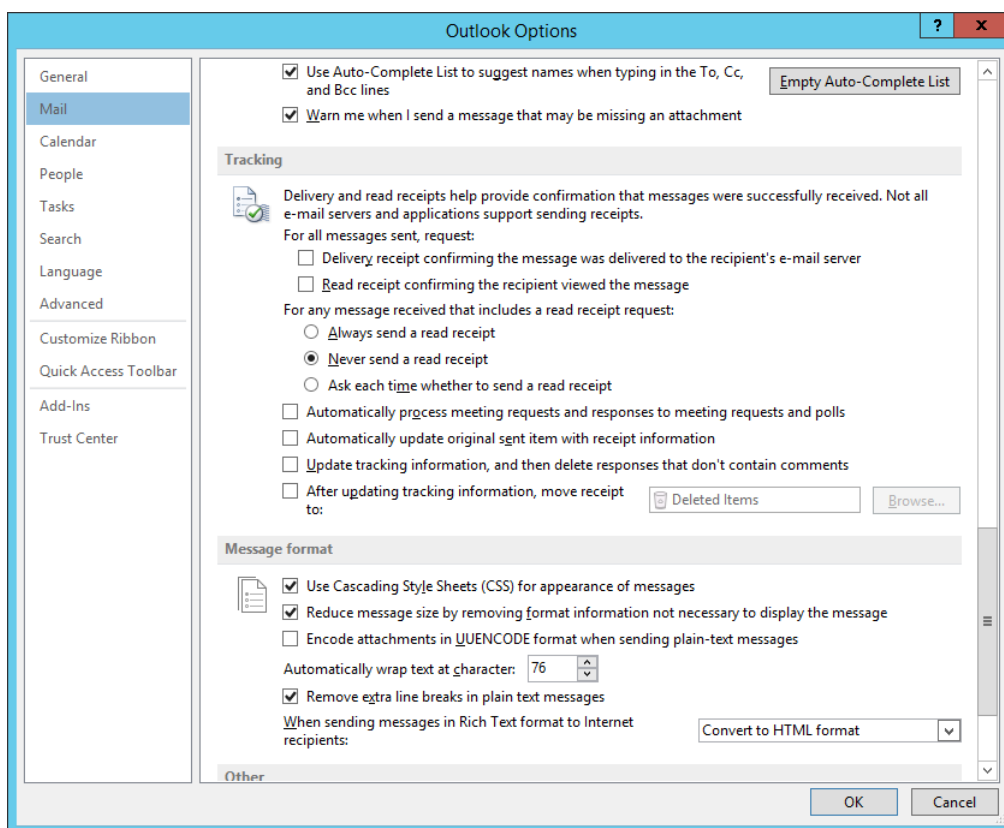 Outlook Options
?
x
General
Mail
Calendar
People
Tasks
Search
Language
Advanced
Customize Ribbon
Quick Access Toolbar
Add-Ins
Trust Center
Use Auto-Complete List to suggest names when typing in the To, Cc,
and Bcc lines
Empty Auto-Complete List
Warn me when I send a message that may be missing an attachment
Tracking
Delivery and read receipts help provide confirmation that messages were successfully received. Not all
e-mail servers and applications support sending receipts.
For all messages sent, request:
Delivery receipt confirming the message was delivered to the recipient's e-mail server
Read receipt confirming the recipient viewed the message
For any message received that includes a read receipt request:
Always send a read receipt
Never send a read receipt
Ask each time whether to send a read receipt
Automatically process meeting requests and responses to meeting requests and polls
Automatically update original sent item with receipt information
Update tracking information, and then delete responses that don't contain comments
After updating tracking information, move receipt
to:
Deleted Items
Browse...
Message format
Use Cascading Style Sheets (CSS) for appearance of messages
Reduce message size by removing format information not necessary to display the message
Encode attachments in UUENCODE format when sending plain-text messages
Automatically wrap text at character: 76
Remove extra line breaks in plain text messages
When sending messages in Rich Text format to Internet
recipients:
Convert to HTML format
Other
OK
Cancel